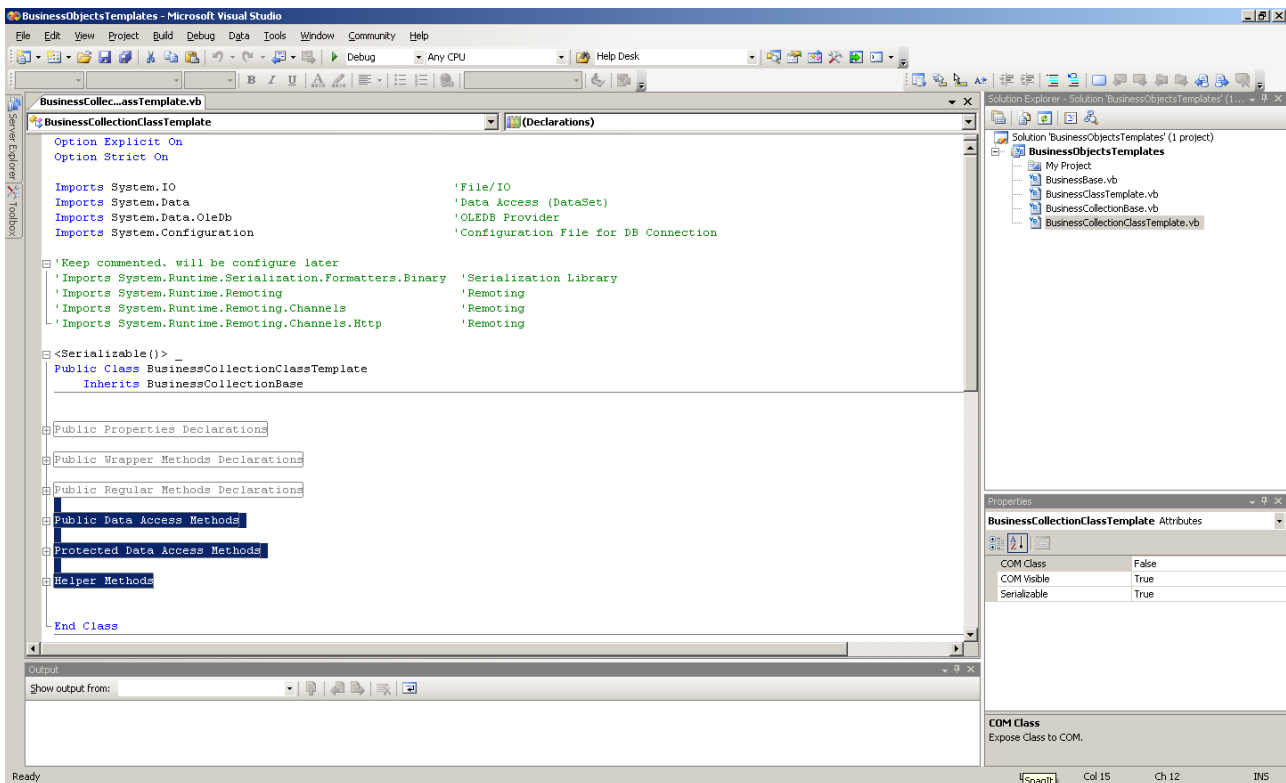 BusinessObjectsTemplates - Microsoft Visual Studio
File Edit View Project Build Debug Data Tools Window Community Help
Debug Any CPU Help Desk
B I U A
BusinessCollec...assTemplate.vb
BusinessCollectionClassTemplate (Declarations)
Server Explorer
Toolbox
Option Explicit On
Option Strict On
Imports System.IO 'File/IO
Imports System.Data 'Data Access (DataSet)
Imports System.Data.OleDb 'OLEDB Provider
Imports System.Configuration 'Configuration File for DB Connection
'Keep commented. will be configure later
'Imports System.Runtime.Serialization.Formatters.Binary 'Serialization Library
'Imports System.Runtime.Remoting 'Remoting
'Imports System.Runtime.Remoting.Channels 'Remoting
'Imports System.Runtime.Remoting.Channels.Http 'Remoting
<Serializable()> _
Public Class BusinessCollectionClassTemplate
Inherits BusinessCollectionBase
Public Properties Declarations
Public Wrapper Methods Declarations
Public Regular Methods Declarations
Public Data Access Methods
Protected Data Access Methods
Helper Methods
End Class
Output
Show output from:
Solution Explorer - Solution 'BusinessObjectsTemplates' (1...
Solution 'BusinessObjectsTemplates' (1 project)
BusinessObjectsTemplates
My Project
BusinessBase.vb
BusinessClassTemplate.vb
BusinessCollectionBase.vb
BusinessCollectionClassTemplate.vb
Properties
BusinessCollectionClassTemplate Attributes
COM Class False
COM Visible True
Serializable True
COM Class
Expose Class to COM.
Ready SnagIt Col 15 Ch 12 INS